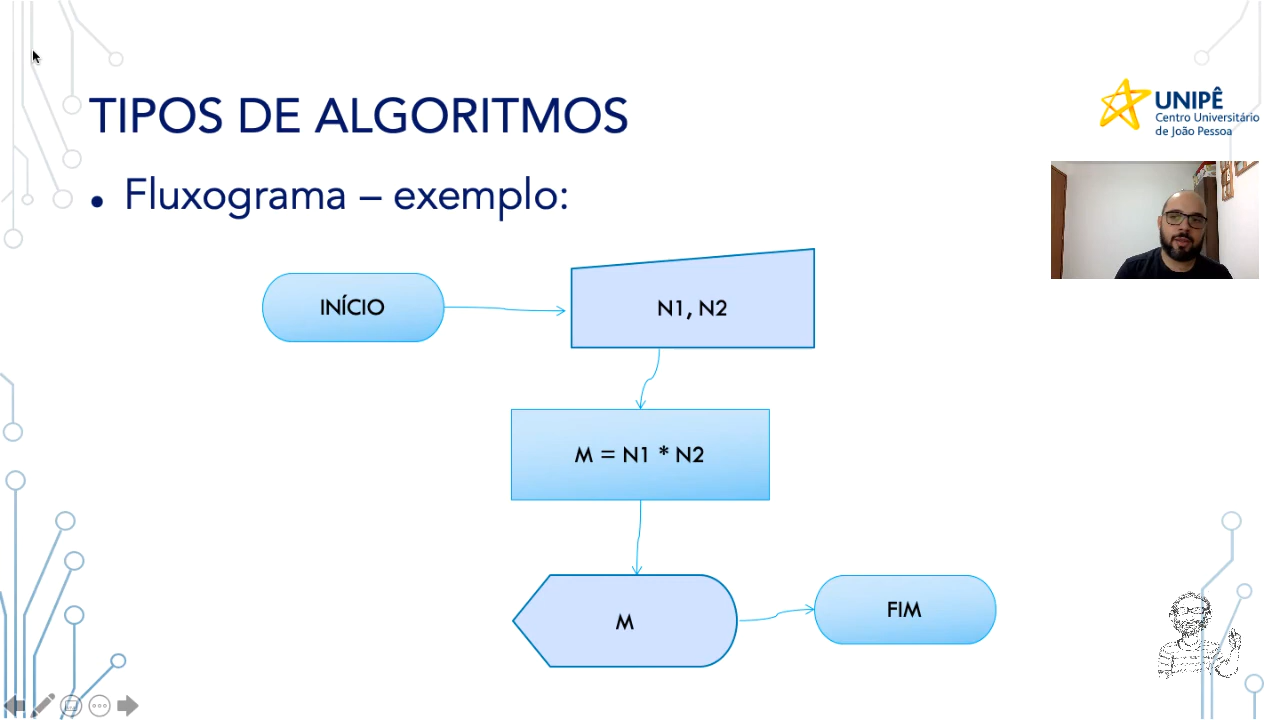 TIPOS DE ALGORITMOS
UNIPÊ
Centro Universitário
de João Pessoa
• Fluxograma – exemplo:
INÍCIO
N1, N2
M = N1 * N2
M
FIM